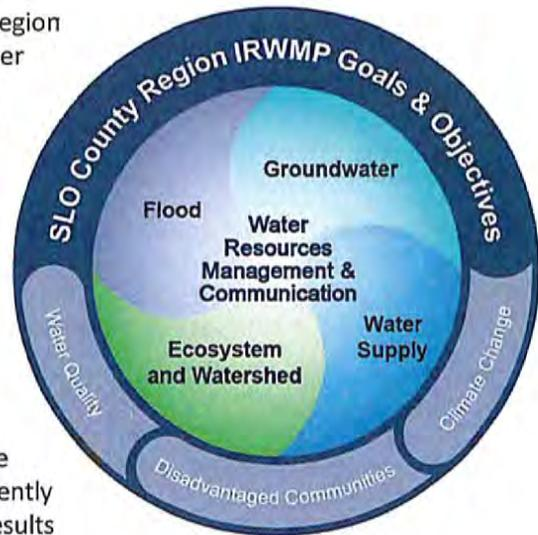 egion
er
SLO County Region IRWMP Goals & Objectives
Groundwater
Flood
Water
Resources
Management &
Communication
Water
Supply
Ecosystem
and Watershed
Water Quality
Disadvantaged Communities
Climate Change
e
ently
esults